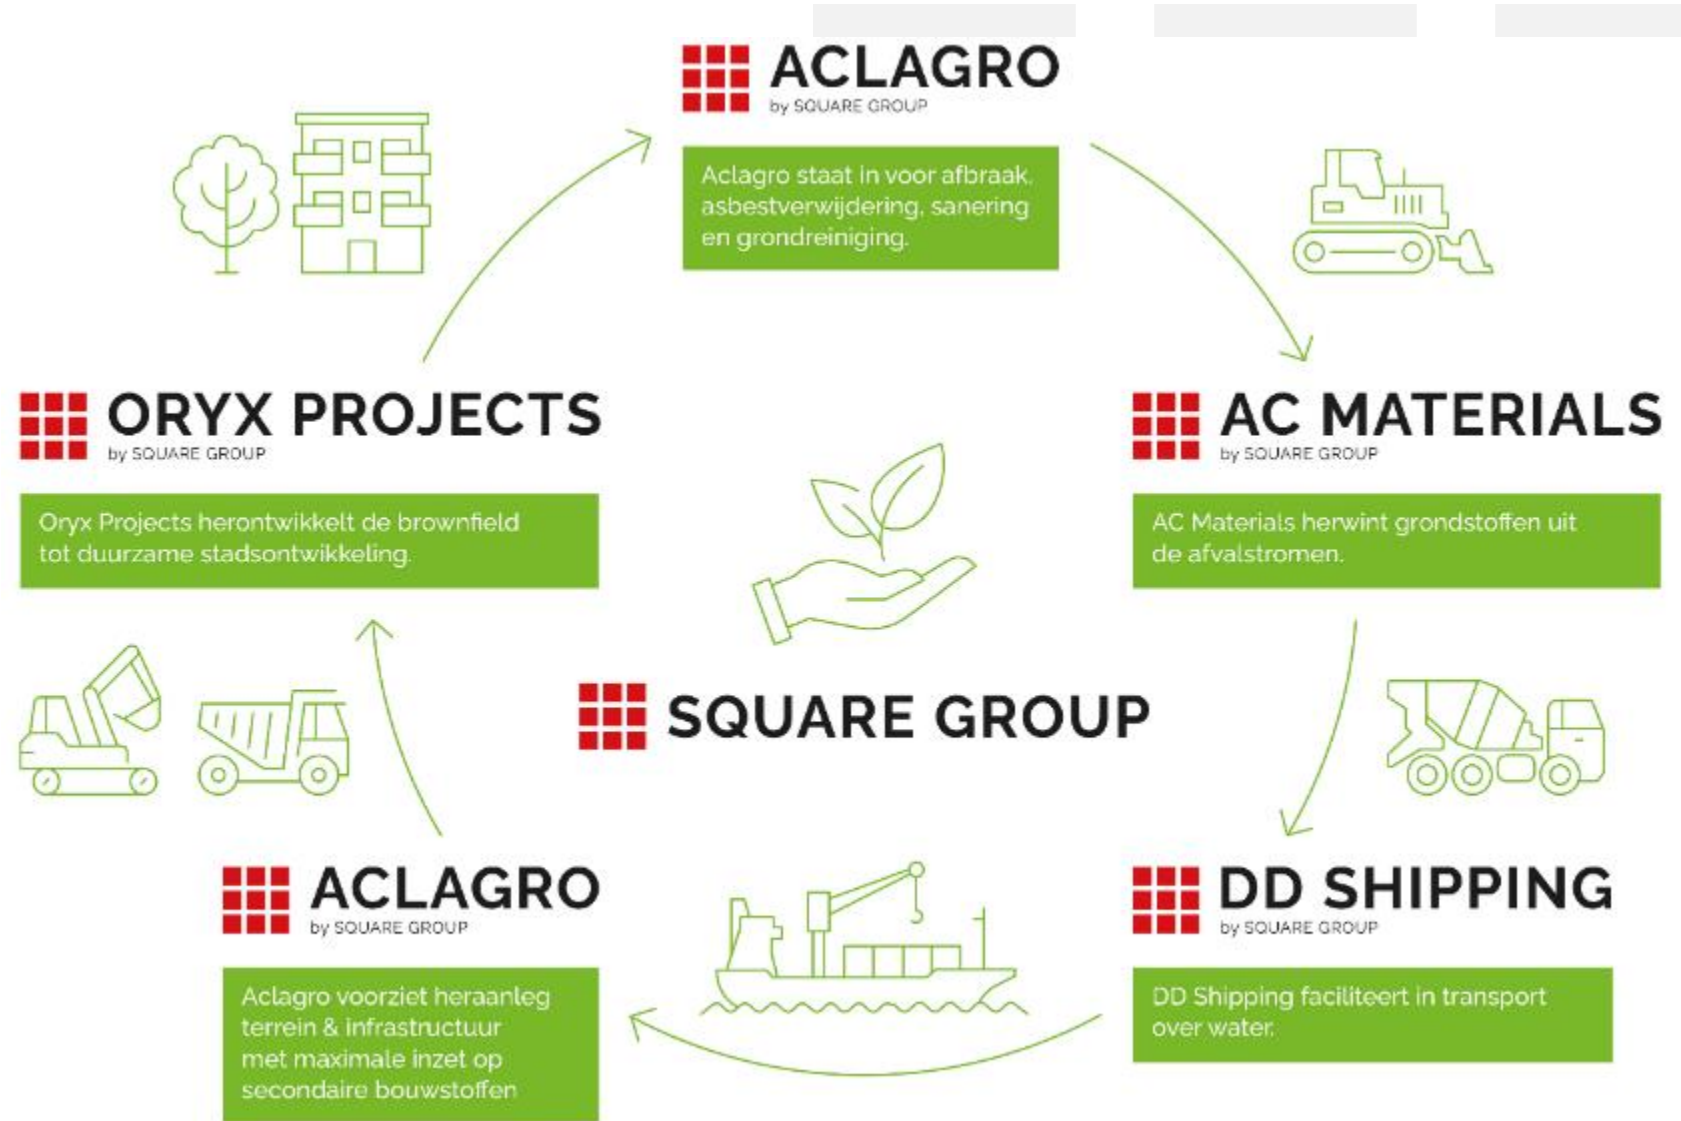 ACLAGRO
by SQUARE GROUP
Aclagro staat in voor afbraak,
asbestverwijdering, sanering
en grondreiniging.
ORYX PROJECTS
by SQUARE GROUP
Oryx Projects herontwikkelt de brownfield
tot duurzame stadsontwikkeling.
AC MATERIALS
by SQUARE GROUP
AC Materials herwint grondstoffen uit
de afvalstromen.
SQUARE GROUP
ACLAGRO
by SQUARE GROUP
Aclagro voorziet heraanleg
terrein & infrastructuur
met maximale inzet op
secondaire bouwstoffen
DD SHIPPING
by SQUARE GROUP
DD Shipping faciliteert in transport
over water.